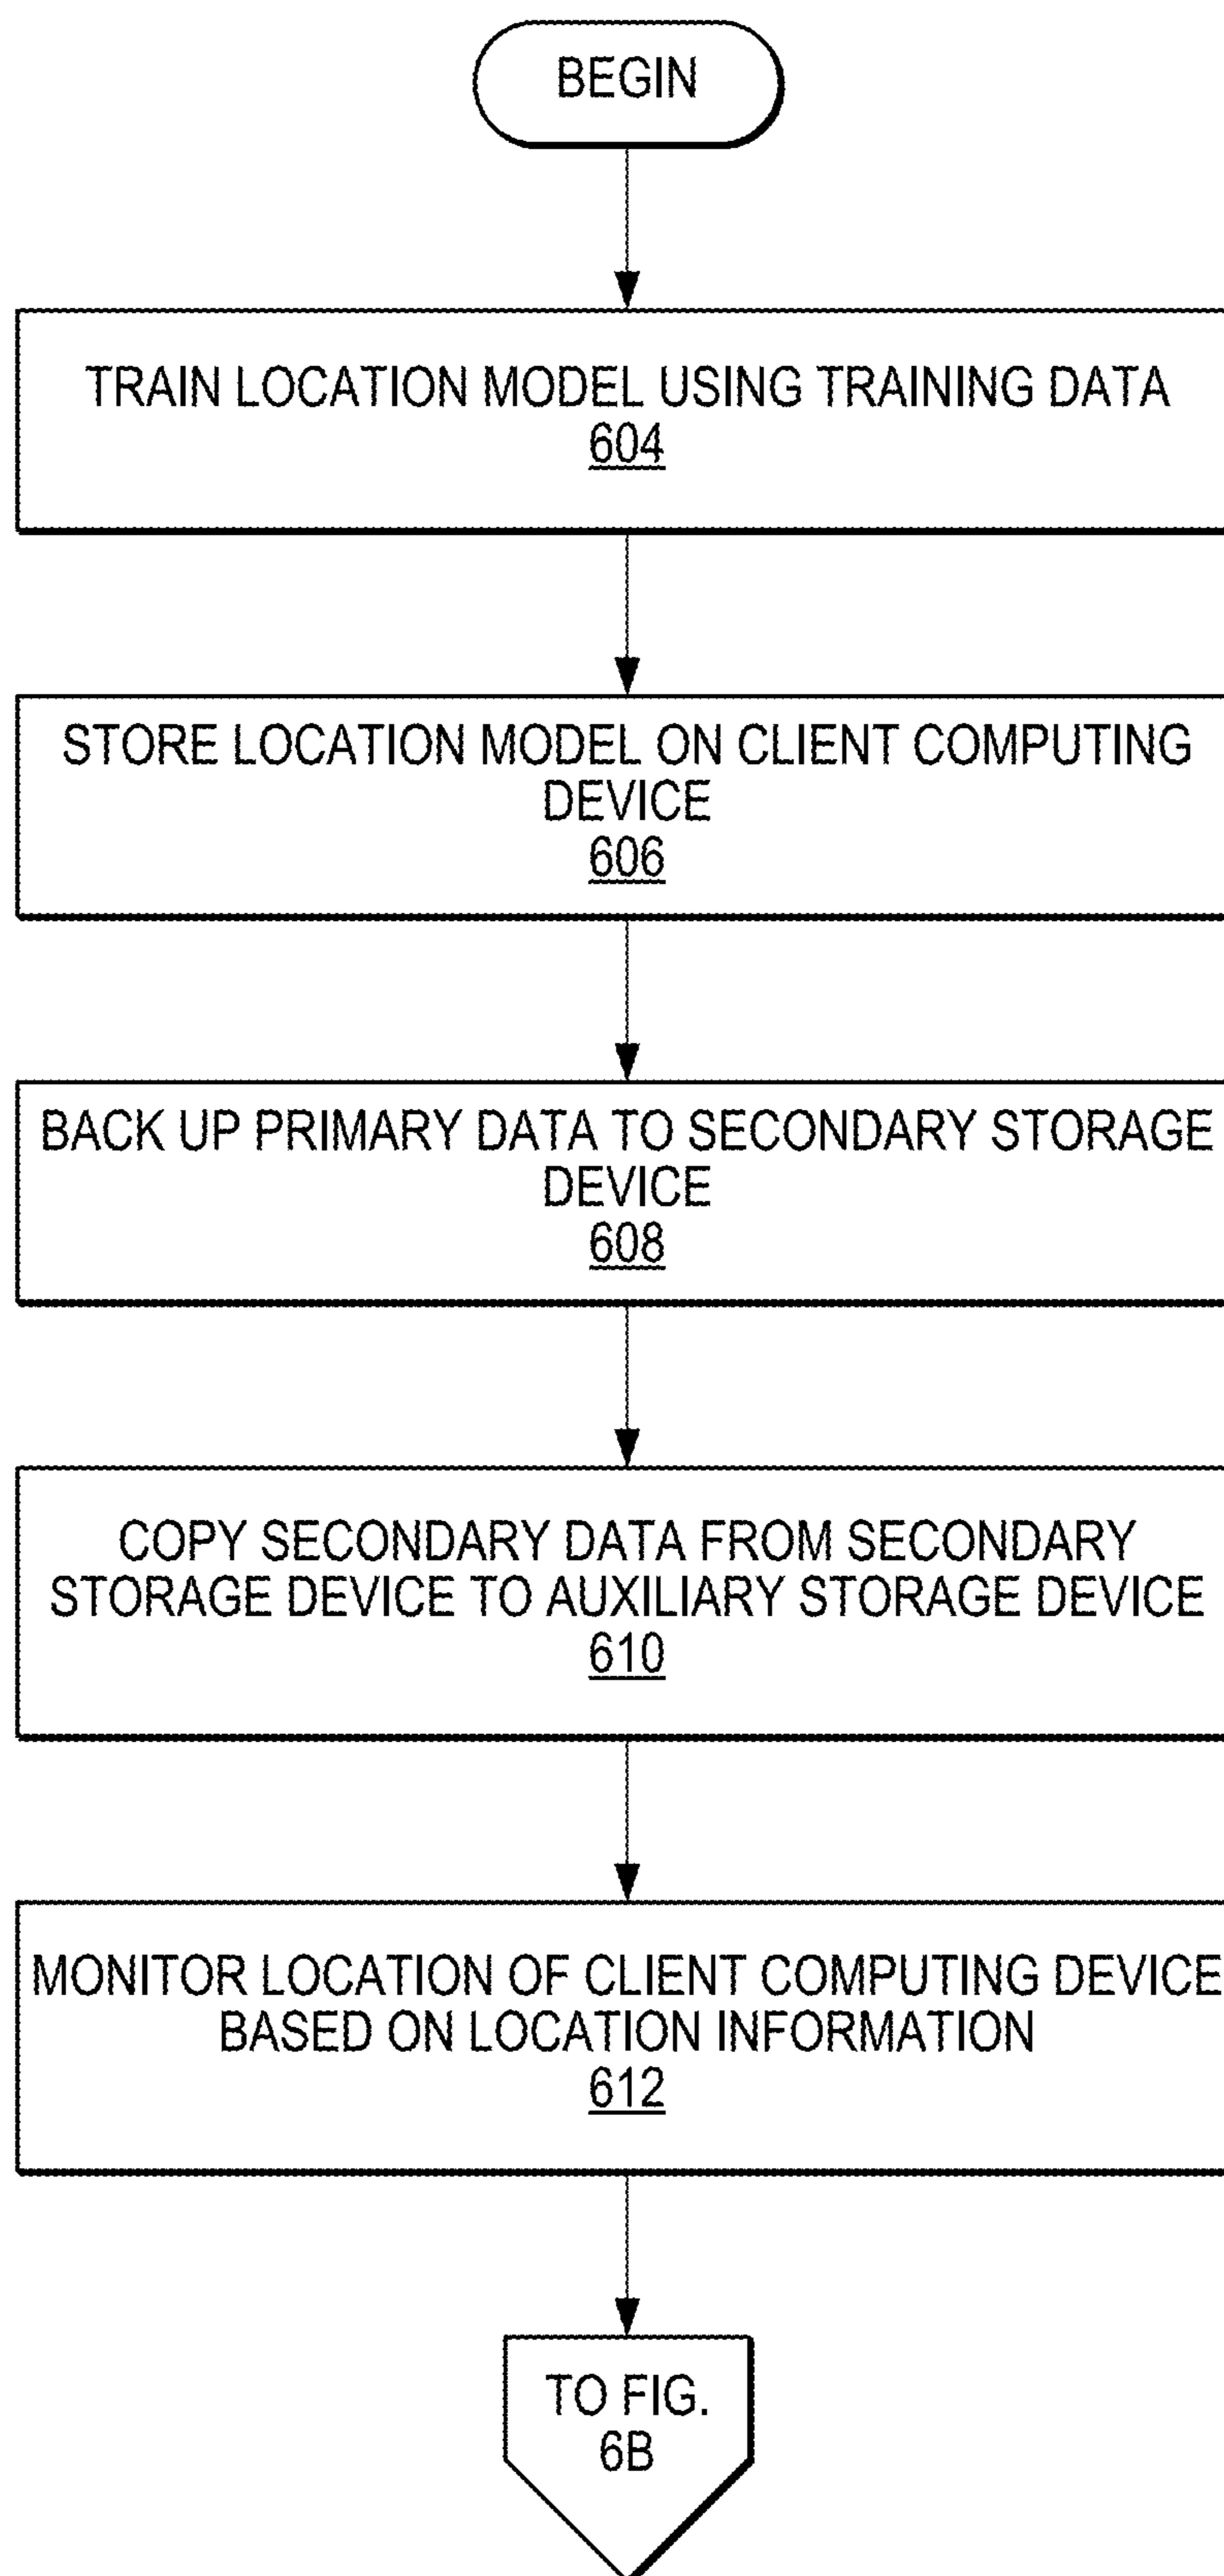 BEGIN
TRAIN LOCATION MODEL USING TRAINING DATA
604
STORE LOCATION MODEL ON CLIENT COMPUTING
DEVICE
606
BACK UP PRIMARY DATA TO SECONDARY STORAGE
DEVICE
608
COPY SECONDARY DATA FROM SECONDARY
STORAGE DEVICE TO AUXILIARY STORAGE DEVICE
610
MONITOR LOCATION OF CLIENT COMPUTING DEVICE
BASED ON LOCATION INFORMATION
612
TO FIG.
6B